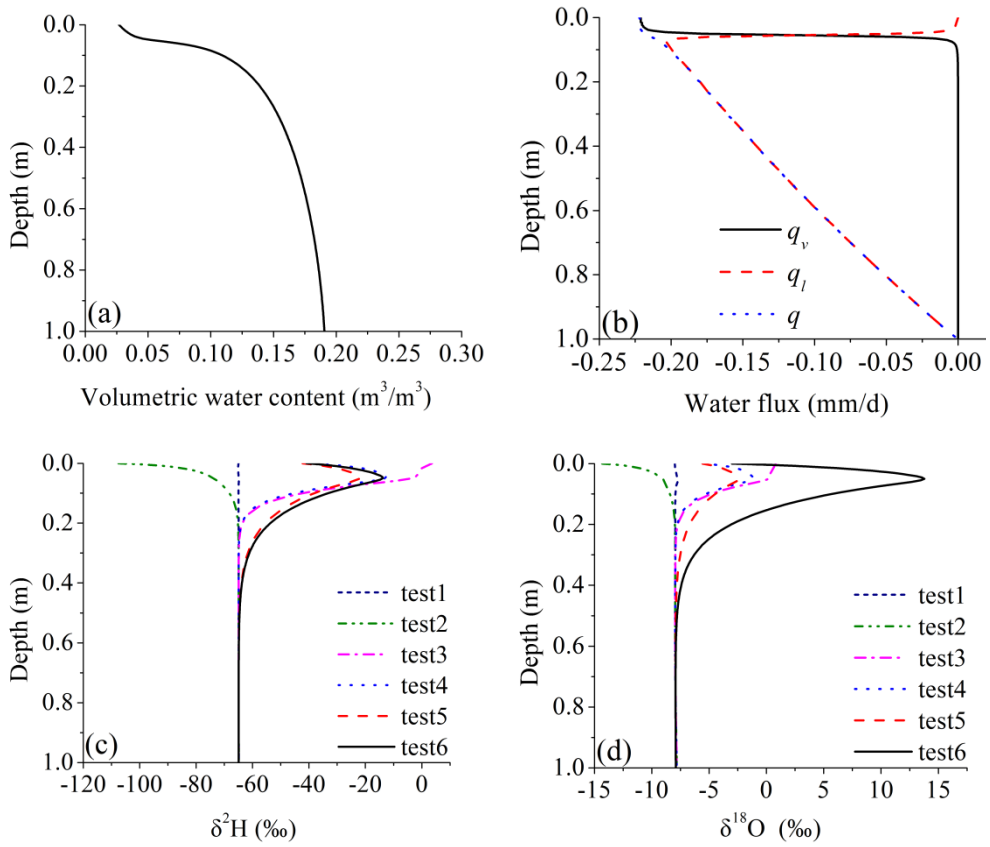 0.0
0.2
0.4
0.6
0.8
1.0
Depth (m)
(a)
0.00 0.05 0.10 0.15 0.20 0.25 0.30
Volumetric water content (m³/m³)
0.0
0.2
0.4
0.6
0.8
1.0
Depth (m)
q_v
q_l
q
(b)
-0.25 -0.20 -0.15 -0.10 -0.05 0.00
Water flux (mm/d)
0.0
0.2
0.4
0.6
0.8
1.0
Depth (m)
test1
test2
test3
test4
test5
test6
(c)
-120 -100 -80 -60 -40 -20 0
δ²H (‰)
0.0
0.2
0.4
0.6
0.8
1.0
Depth (m)
test1
test2
test3
test4
test5
test6
(d)
-15 -10 -5 0 5 10 15
δ¹⁸O (‰)